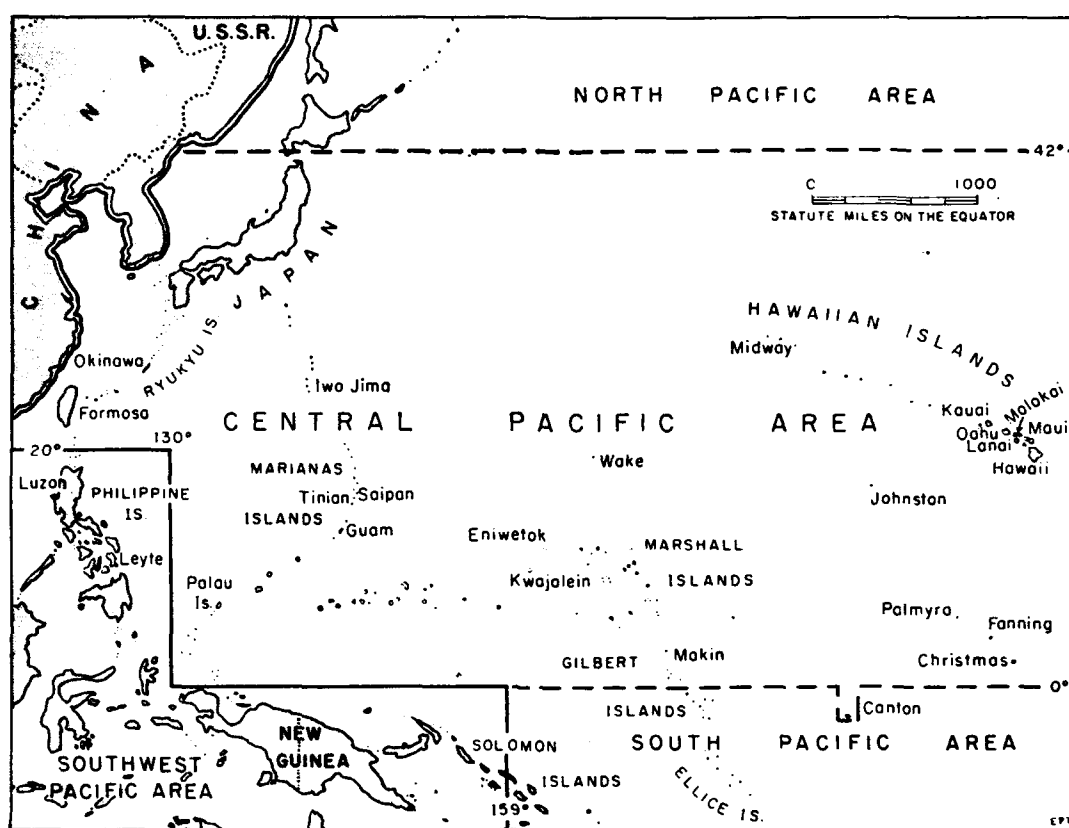 U.S.S.R.
CHINA
NORTH PACIFIC AREA
42°
C 1000
STATUTE MILES ON THE EQUATOR
JAPAN
HAWAIIAN ISLANDS
Midway
RYUKYU IS.
Okinawa
Iwo Jima
Formosa
CENTRAL PACIFIC AREA
Kauai
Molokai
Oahu
Maui
Lanai
Hawaii
20°
130°
Luzon
PHILIPPINE
IS.
MARIANAS
ISLANDS
Wake
Tinian
Saipan
Guam
Johnston
Eniwetok
MARSHALL
ISLANDS
Leyte
Kwajalein
Palau
Is.
Palmyra
Fanning
GILBERT
ISLANDS
Makin
Christmas
0°
Canton
NEW
GUINEA
SOLOMON
ISLANDS
SOUTH PACIFIC AREA
SOUTHWEST
PACIFIC AREA
ELLICE IS.
159°